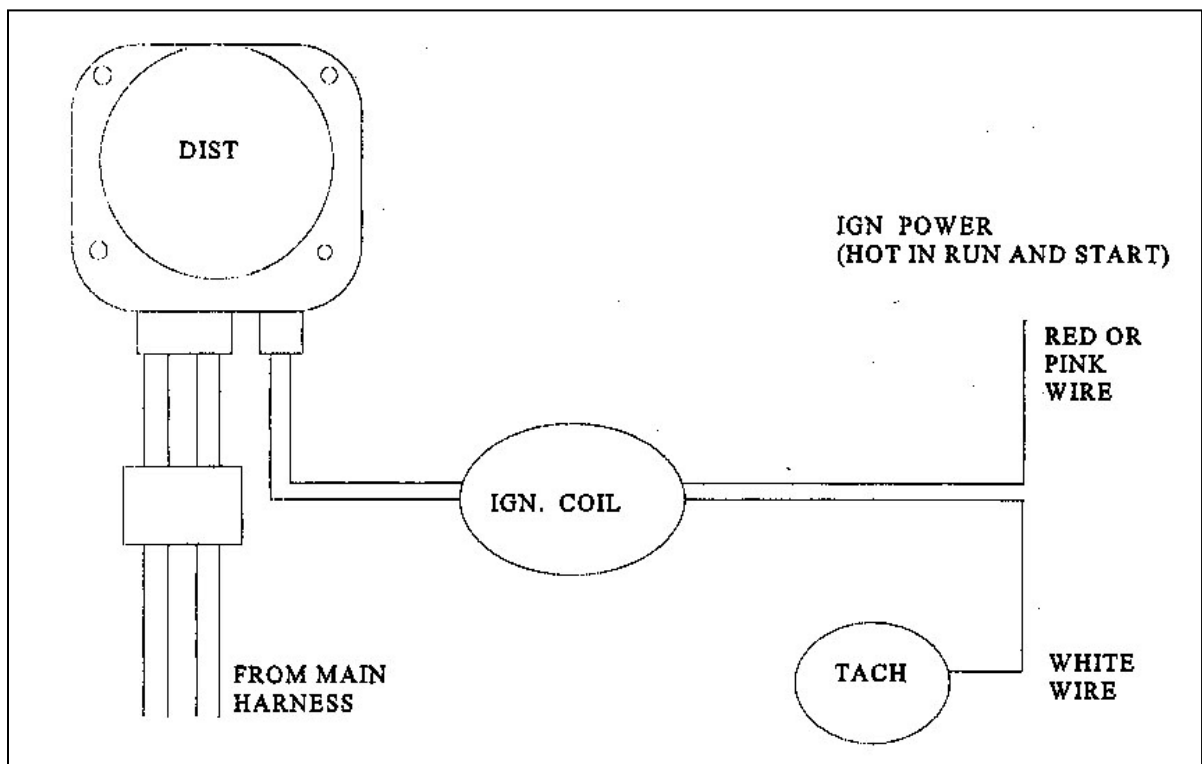 DIST
IGN POWER
(HOT IN RUN AND START)
RED OR
PINK
WIRE
IGN. COIL
TACH
WHITE
WIRE
FROM MAIN
HARNESS